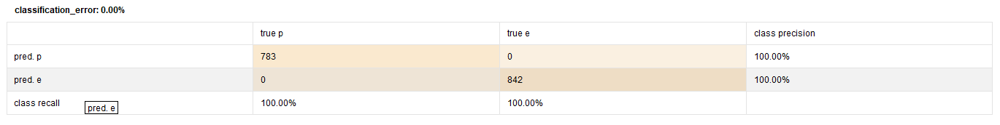 classification_error: 0.00%
true p true e class precision
pred. p 783 0 100.00%
pred. e 0 842 100.00%
class recall 100.00% 100.00%
pred. e